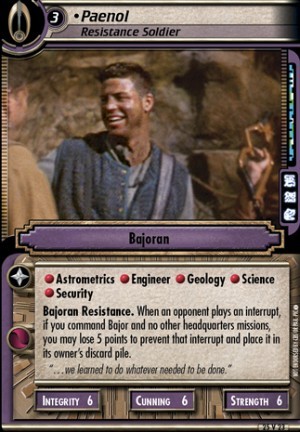 3
•Paenol
Resistance Soldier
Bajoran
Astrometrics Engineer Geology Science
Security
Bajoran Resistance. When an opponent plays an interrupt,
if you command Bajor and no other headquarters missions,
you may lose 5 points to prevent that interrupt and place it in
its owner's discard pile.
"...we learned to do whatever needed to be done."
INTEGRITY 6 CUNNING 6 STRENGTH 6
25 V 23